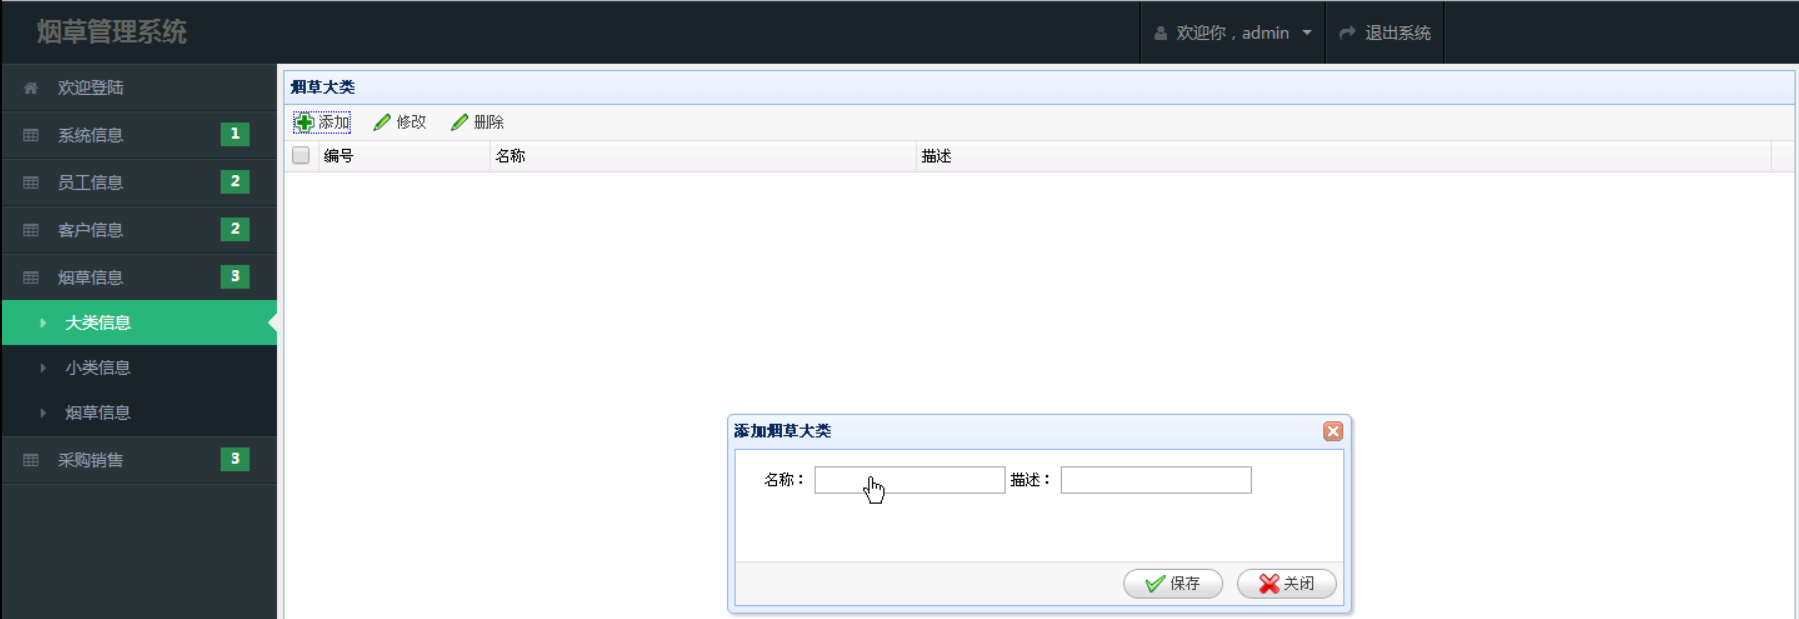 烟草管理系统
欢迎你，admin
退出系统
欢迎登陆
系统信息 1
员工信息 2
客户信息 2
烟草信息 3
大类信息
小类信息
烟草信息
采购销售 3
烟草大类
添加 修改 删除
编号 名称 描述
添加烟草大类
名称： 描述：
保存 关闭